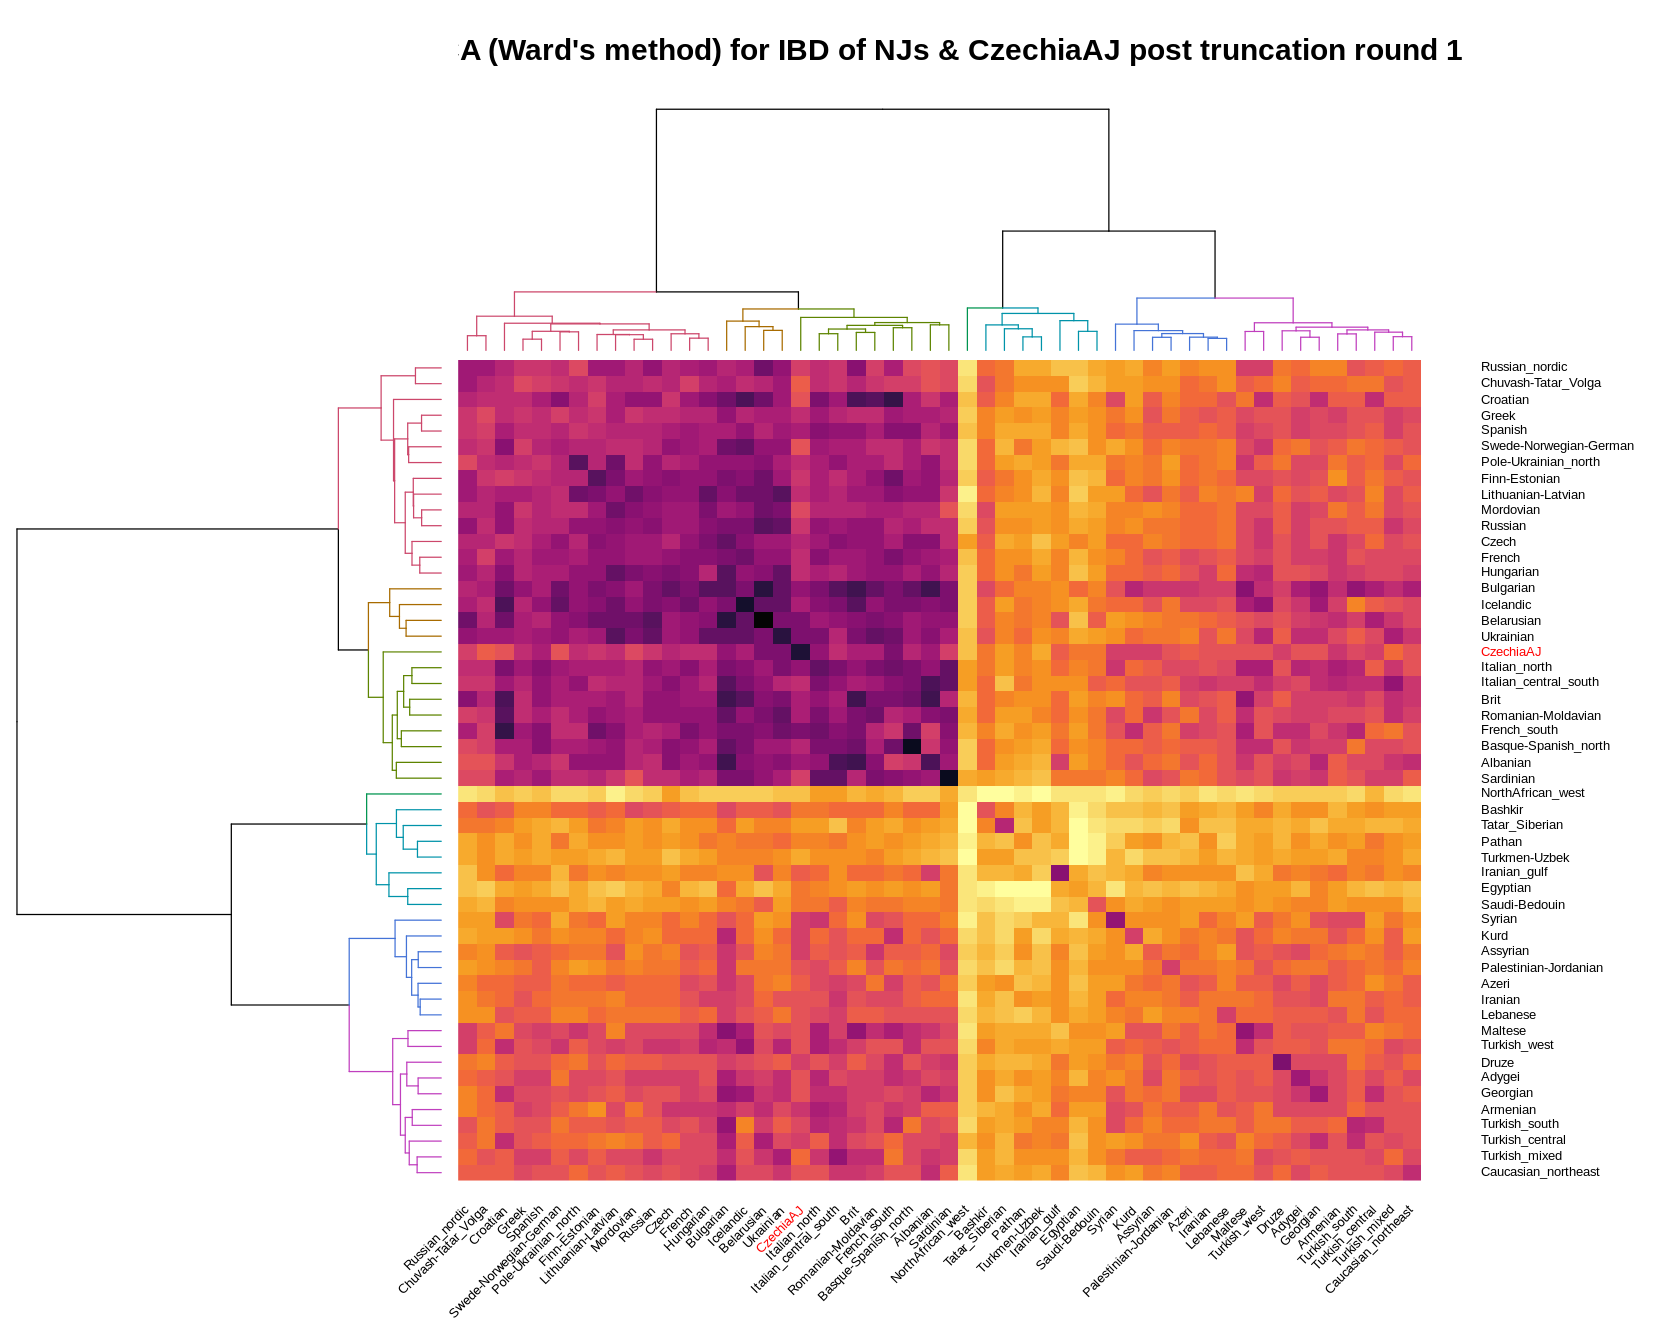 A (Ward's method) for IBD of NJs & CzechiaAJ post truncation round 1
Russian_nordic
Chuvash-Tatar_Volga
Croatian
Greek
Spanish
Swede-Norwegian-German
Pole-Ukrainian_north
Finn-Estonian
Lithuanian-Latvian
Mordovian
Russian
Czech
French
Hungarian
Bulgarian
Icelandic
Belarusian
Ukrainian
CzechiaAJ
Italian_north
Italian_central_south
Brit
Romanian-Moldavian
French_south
Basque-Spanish_north
Albanian
Sardinian
NorthAfrican_west
Bashkir
Tatar_Siberian
Pathan
Turkmen-Uzbek
Iranian_gulf
Egyptian
Saudi-Bedouin
Syrian
Kurd
Assyrian
Palestinian-Jordanian
Azeri
Iranian
Lebanese
Maltese
Turkish_west
Druze
Adygei
Georgian
Armenian
Turkish_south
Turkish_central
Turkish_mixed
Caucasian_northeast
Russian_nordic
Chuvash-Tatar_Volga
Croatian
Greek
Spanish
Swede-Norwegian-German
Pole-Ukrainian_north
Finn-Estonian
Lithuanian-Latvian
Mordovian
Russian
Czech
French
Hungarian
Bulgarian
Icelandic
Belarusian
Ukrainian
CzechiaAJ
Italian_north
Italian_central_south
Brit
Romanian-Moldavian
French_south
Basque-Spanish_north
Albanian
Sardinian
NorthAfrican_west
Bashkir
Tatar_Siberian
Pathan
Turkmen-Uzbek
Iranian_gulf
Egyptian
Saudi-Bedouin
Syrian
Kurd
Assyrian
Palestinian-Jordanian
Azeri
Iranian
Lebanese
Maltese
Turkish_west
Druze
Adygei
Georgian
Armenian
Turkish_south
Turkish_central
Turkish_mixed
Caucasian_northeast